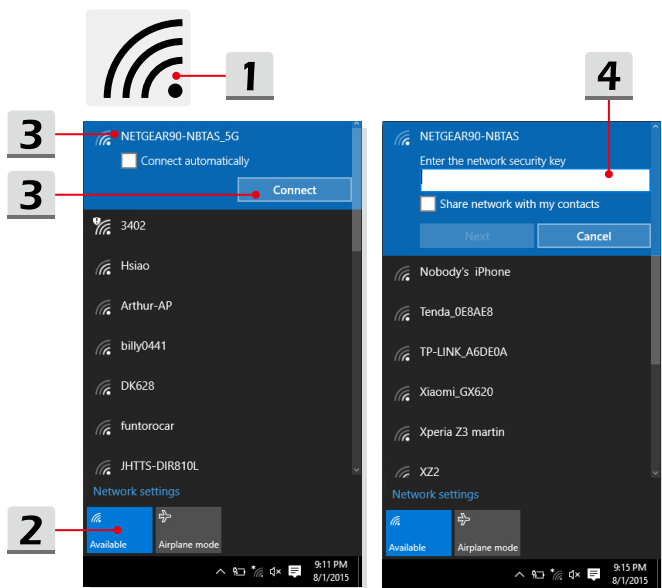 1
4
3
NETGEAR90-NBTAS_5G
Connect automatically
3
Connect
3402
Hsiao
Arthur-AP
billy0441
DK628
funtorocar
JHTTS-DIR810L
Network settings
2
Available
Airplane mode
9:11 PM
8/1/2015
NETGEAR90-NBTAS
Enter the network security key
Share network with my contacts
Next
Cancel
Nobody's iPhone
Tenda_0E8AE8
TP-LINK_A6DE0A
Xiaomi_GX620
Xperia Z3 martin
XZ2
Network settings
Available
Airplane mode
9:15 PM
8/1/2015